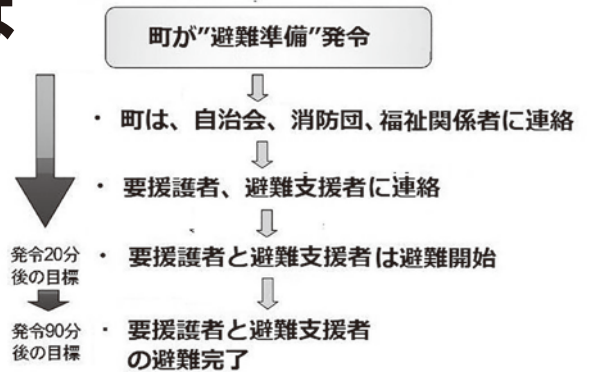 町が”避難準備”発令
・ 町は、自治会、消防団、福祉関係者に連絡
・ 要援護者、避難支援者に連絡
発令20分
後の目標
・ 要援護者と避難支援者は避難開始
発令90分
後の目標
・ 要援護者と避難支援者
の避難完了